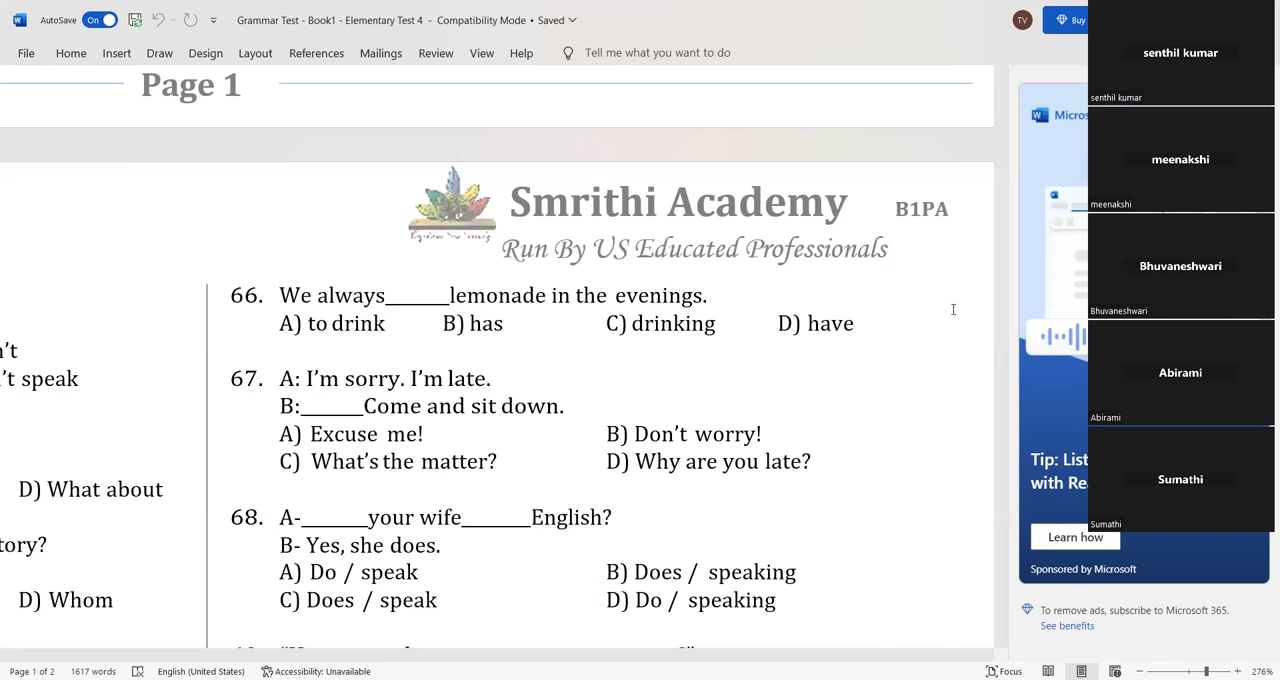 AutoSave On Grammar Test - Book1 - Elementary Test 4 - Compatibility Mode • Saved TV Buy
File Home Insert Draw Design Layout References Mailings Review View Help Tell me what you want to do
Page 1
Smrithi Academy B1PA
Run By US Educated Professionals
66. We always_______lemonade in the evenings.
A) to drink B) has C) drinking D) have
n't
't speak
67. A: I'm sorry. I'm late.
B:_______Come and sit down.
A) Excuse me! B) Don't worry!
C) What's the matter? D) Why are you late?
D) What about
68. A-_______your wife_______English?
tory?
B- Yes, she does.
A) Do / speak B) Does / speaking
D) Whom
C) Does / speak D) Do / speaking
senthil kumar
senthil kumar
meenakshi
meenakshi
Bhuvaneshwari
Bhuvaneshwari
Abirami
Abirami
Sumathi
Sumathi
Micros
Tip: List
with Re
Learn how
Sponsored by Microsoft
To remove ads, subscribe to Microsoft 365.
See benefits
Page 1 of 2 1617 words English (United States) Accessibility: Unavailable Focus 276%